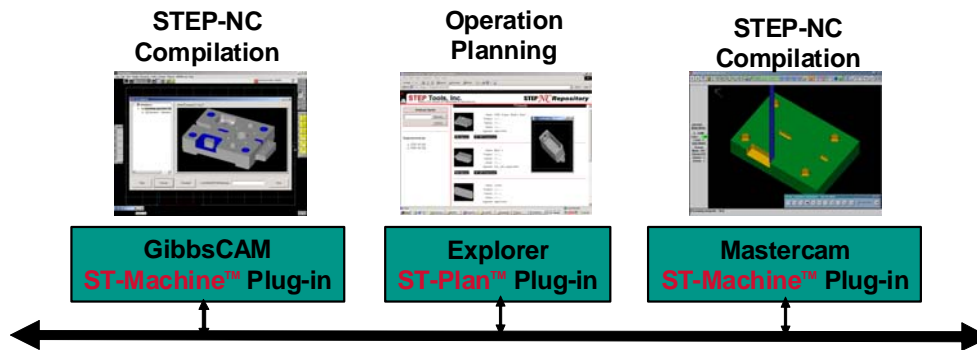 STEP-NC
Compilation
Operation
Planning
STEP-NC
Compilation
STEP Tools, Inc.
STEP NC Repository
GibbsCAM
ST-Machine™ Plug-in
Explorer
ST-Plan™ Plug-in
Mastercam
ST-Machine™ Plug-in